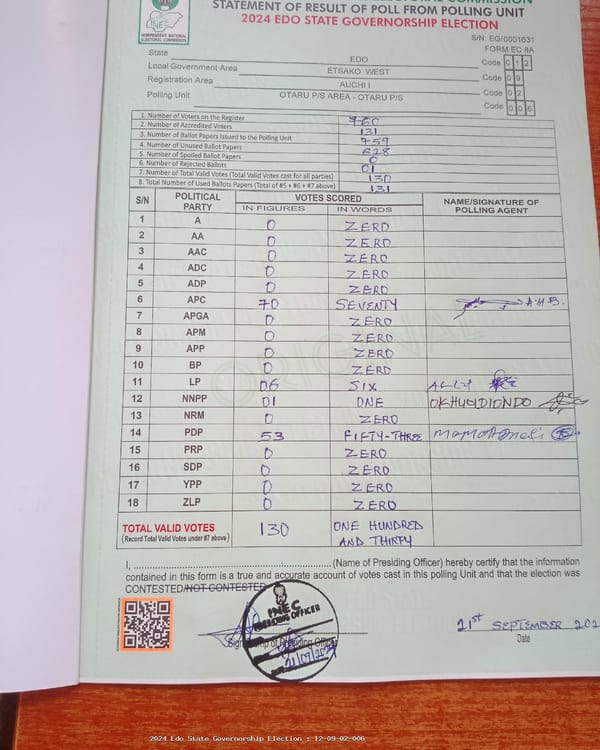 STATEMENT OF RESULT OF POLL FROM POLLING UNIT
2024 EDO STATE GOVERNORSHIP ELECTION
INEC
INDEPENDENT NATIONAL ELECTORAL COMMISSION
S/N: EG/0001631
FORM EC 8A
State EDO Code 0 1 2
Local Government Area ETSAKO WEST Code 0 9
Registration Area AUCHI I Code 0 2
Polling Unit OTARU P/S AREA - OTARU P/S Code 0 0 6
1. Number of Voters on the Register 760
2. Number of Accredited Voters 131
3. Number of Ballot Papers Issued to the Polling Unit 759
4. Number of Unused Ballot Papers 628
5. Number of Spoiled Ballot Papers 0
6. Number of Rejected Ballots 01
7. Number of Total Valid Votes (Total Valid Votes cast for all parties) 130
8. Total Number of Used Ballots Papers (Total of #5 + #6 + #7 above) 131
S/N POLITICAL PARTY VOTES SCORED NAME/SIGNATURE OF POLLING AGENT
IN FIGURES IN WORDS
1 A 0 ZERO
2 AA 0 ZERO
3 AAC 0 ZERO
4 ADC 0 ZERO
5 ADP 0 ZERO
6 APC 70 SEVENTY A.M.B.
7 APGA 0 ZERO
8 APM 0 ZERO
9 APP 0 ZERO
10 BP 0 ZERO
11 LP 06 SIX ALLY
12 NNPP 01 ONE
13 NRM 0 ZERO
14 PDP 53 FIFTY-THREE
15 PRP 0 ZERO
16 SDP 0 ZERO
17 YPP 0 ZERO
18 ZLP 0 ZERO
TOTAL VALID VOTES 130 ONE HUNDRED AND THIRTY
(Record Total Valid Votes under #7 above)
ORIGINAL
I, ........ (Name of Presiding Officer) hereby certify that the information
contained in this form is a true and accurate account of votes cast in this polling Unit and that the election was
CONTESTED/NOT CONTESTED
INEC
PRESIDING OFFICER
21/09/2024
Signature of Presiding Officer
21ST SEPTEMBER 202
Date
2024 Edo State Governorship Election : 12-09-02-006